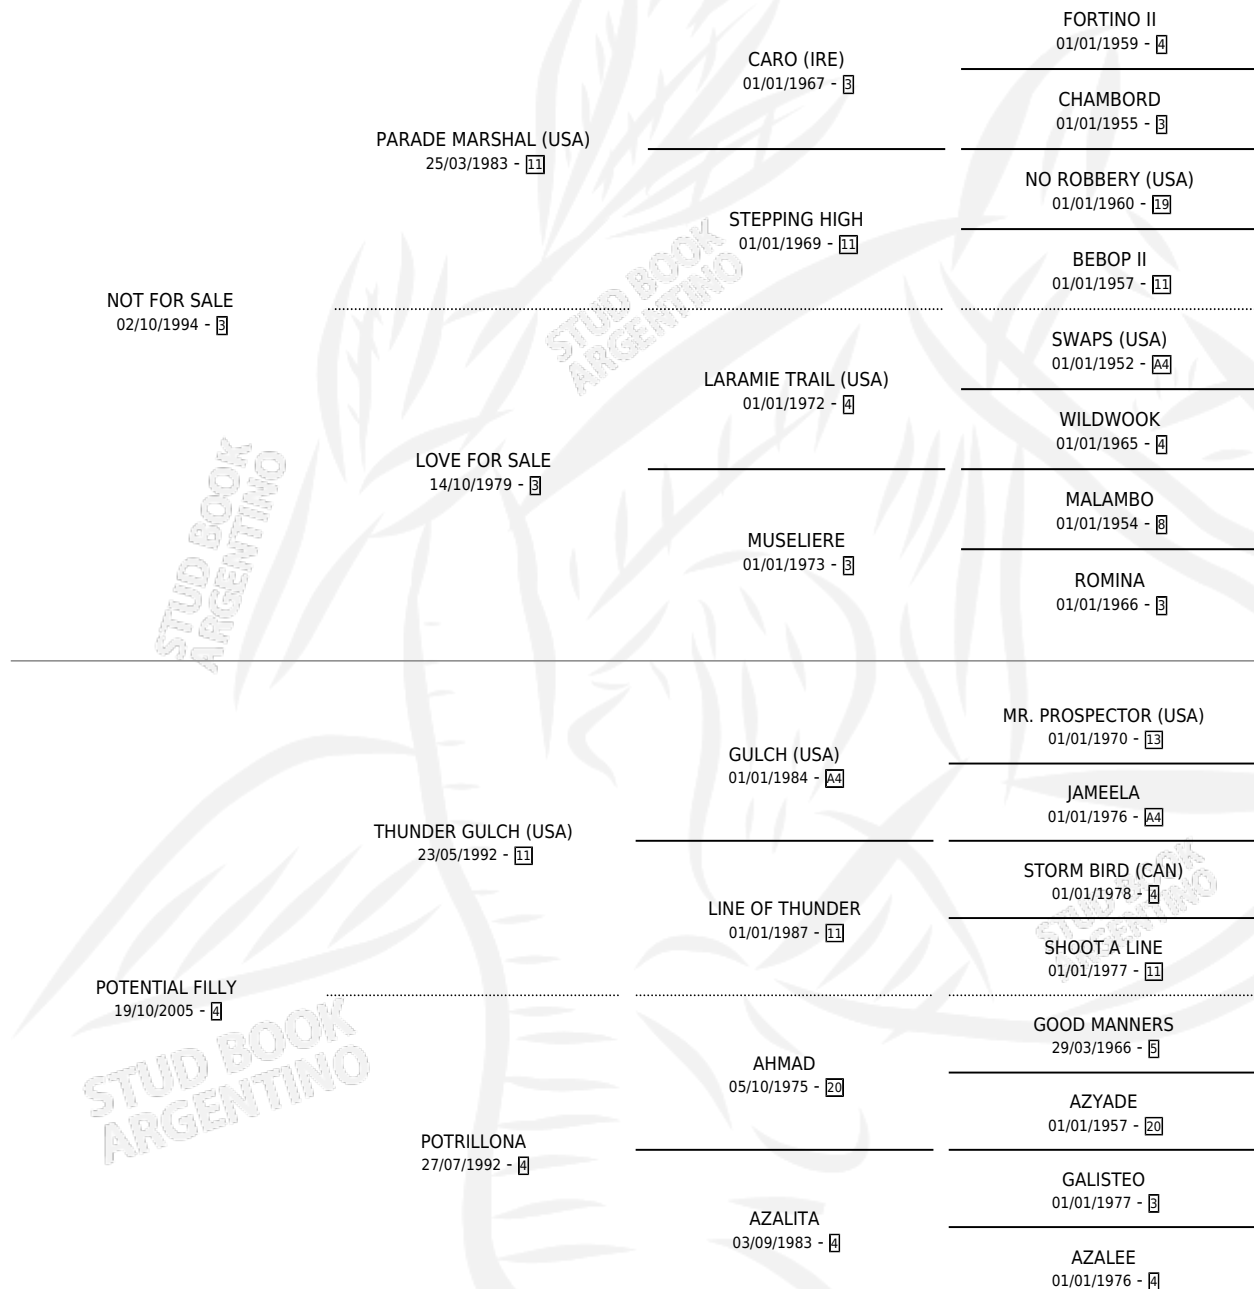 FORTINO II
01/01/1959 - 4
CARO (IRE)
01/01/1967 - 3
CHAMBORD
01/01/1955 - 3
PARADE MARSHAL (USA)
25/03/1983 - 11
NO ROBBERY (USA)
01/01/1960 - 19
STEPPING HIGH
01/01/1969 - 11
BEBOP II
01/01/1957 - 11
NOT FOR SALE
02/10/1994 - 3
SWAPS (USA)
01/01/1952 - A4
LARAMIE TRAIL (USA)
01/01/1972 - 4
WILDWOOK
01/01/1965 - 4
LOVE FOR SALE
14/10/1979 - 3
MALAMBO
01/01/1954 - 8
MUSELIERE
01/01/1973 - 3
ROMINA
01/01/1966 - 3
STUD BOOK
ARGENTINO
STUD BOOK
ARGENTINO
MR. PROSPECTOR (USA)
01/01/1970 - 13
GULCH (USA)
01/01/1984 - A4
JAMEELA
01/01/1976 - A4
THUNDER GULCH (USA)
23/05/1992 - 11
STORM BIRD (CAN)
01/01/1978 - 4
LINE OF THUNDER
01/01/1987 - 11
SHOOT A LINE
01/01/1977 - 11
STUD BOOK
ARGENTINO
POTENTIAL FILLY
19/10/2005 - 4
GOOD MANNERS
29/03/1966 - 5
AHMAD
05/10/1975 - 20
AZYADE
01/01/1957 - 20
POTRILLONA
27/07/1992 - 4
GALISTEO
01/01/1977 - 3
AZALITA
03/09/1983 - 4
AZALEE
01/01/1976 - 4
STUD BOOK
ARGENTINO